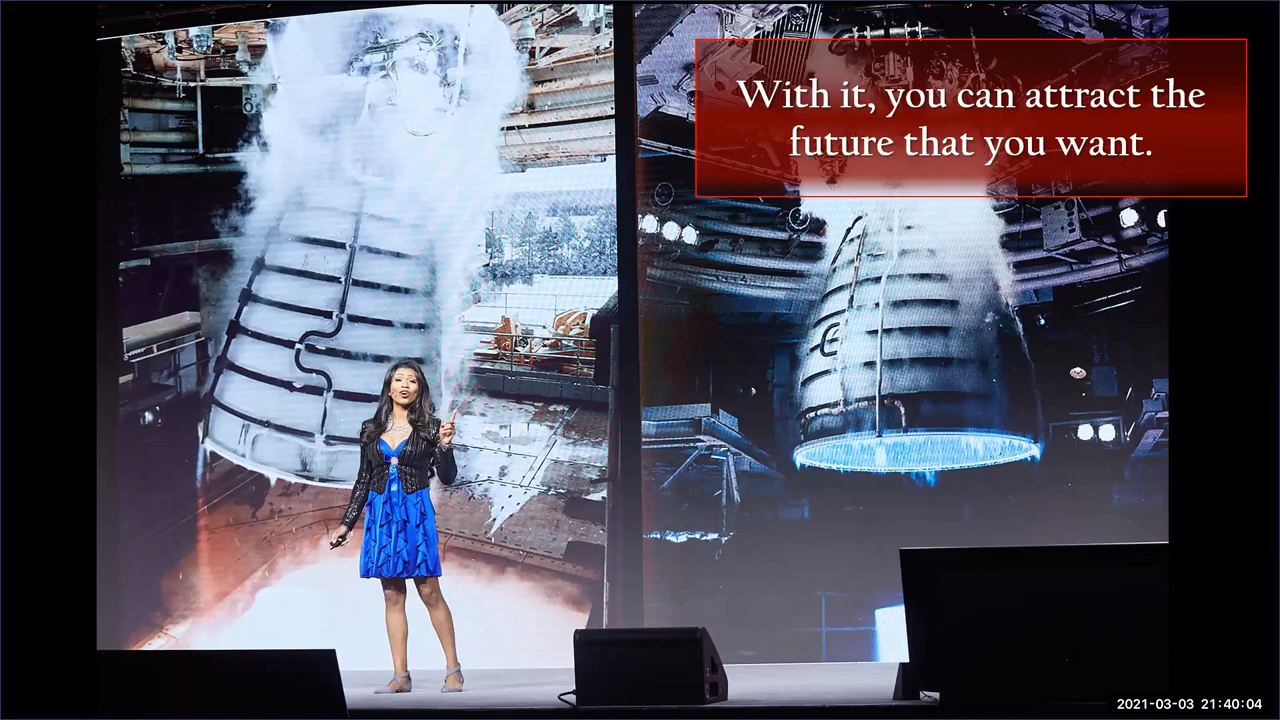 With it, you can attract the
future that you want.
2021-03-03 21:40:04